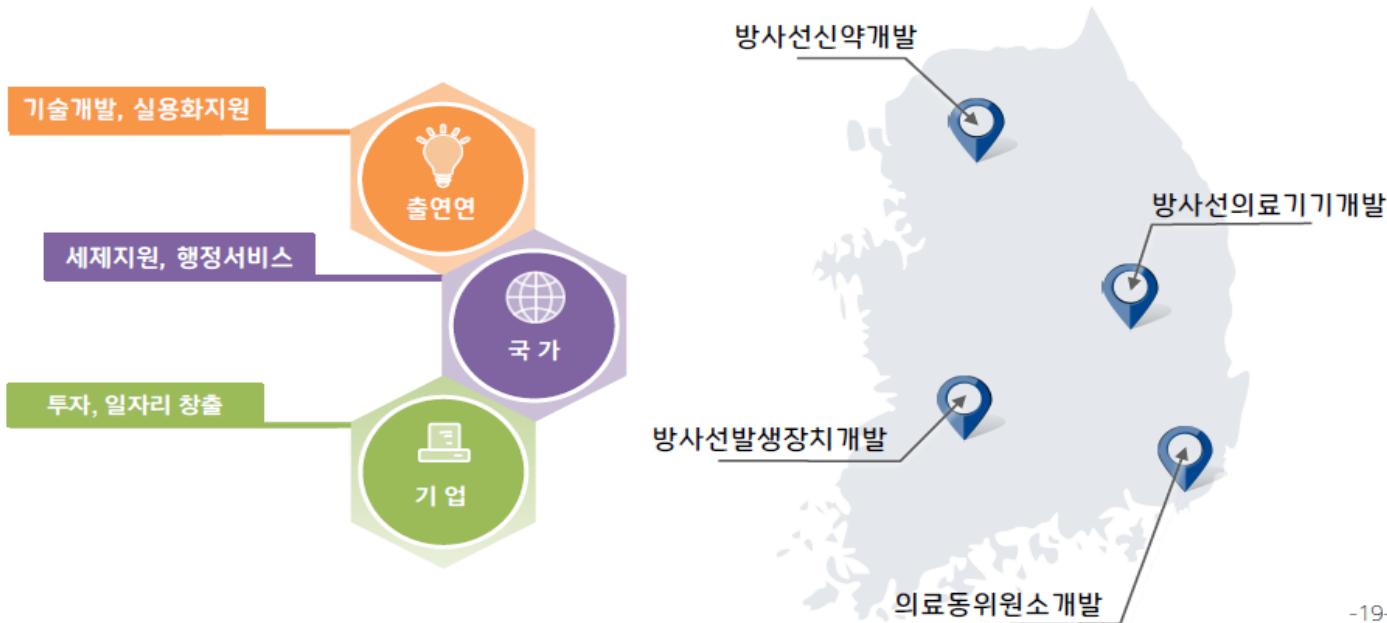 기술개발, 실용화지원
출연연
세제지원, 행정서비스
국 가
투자, 일자리 창출
기 업
방사선신약개발
방사선의료기기개발
방사선발생장치개발
의료동위원소개발
-19-